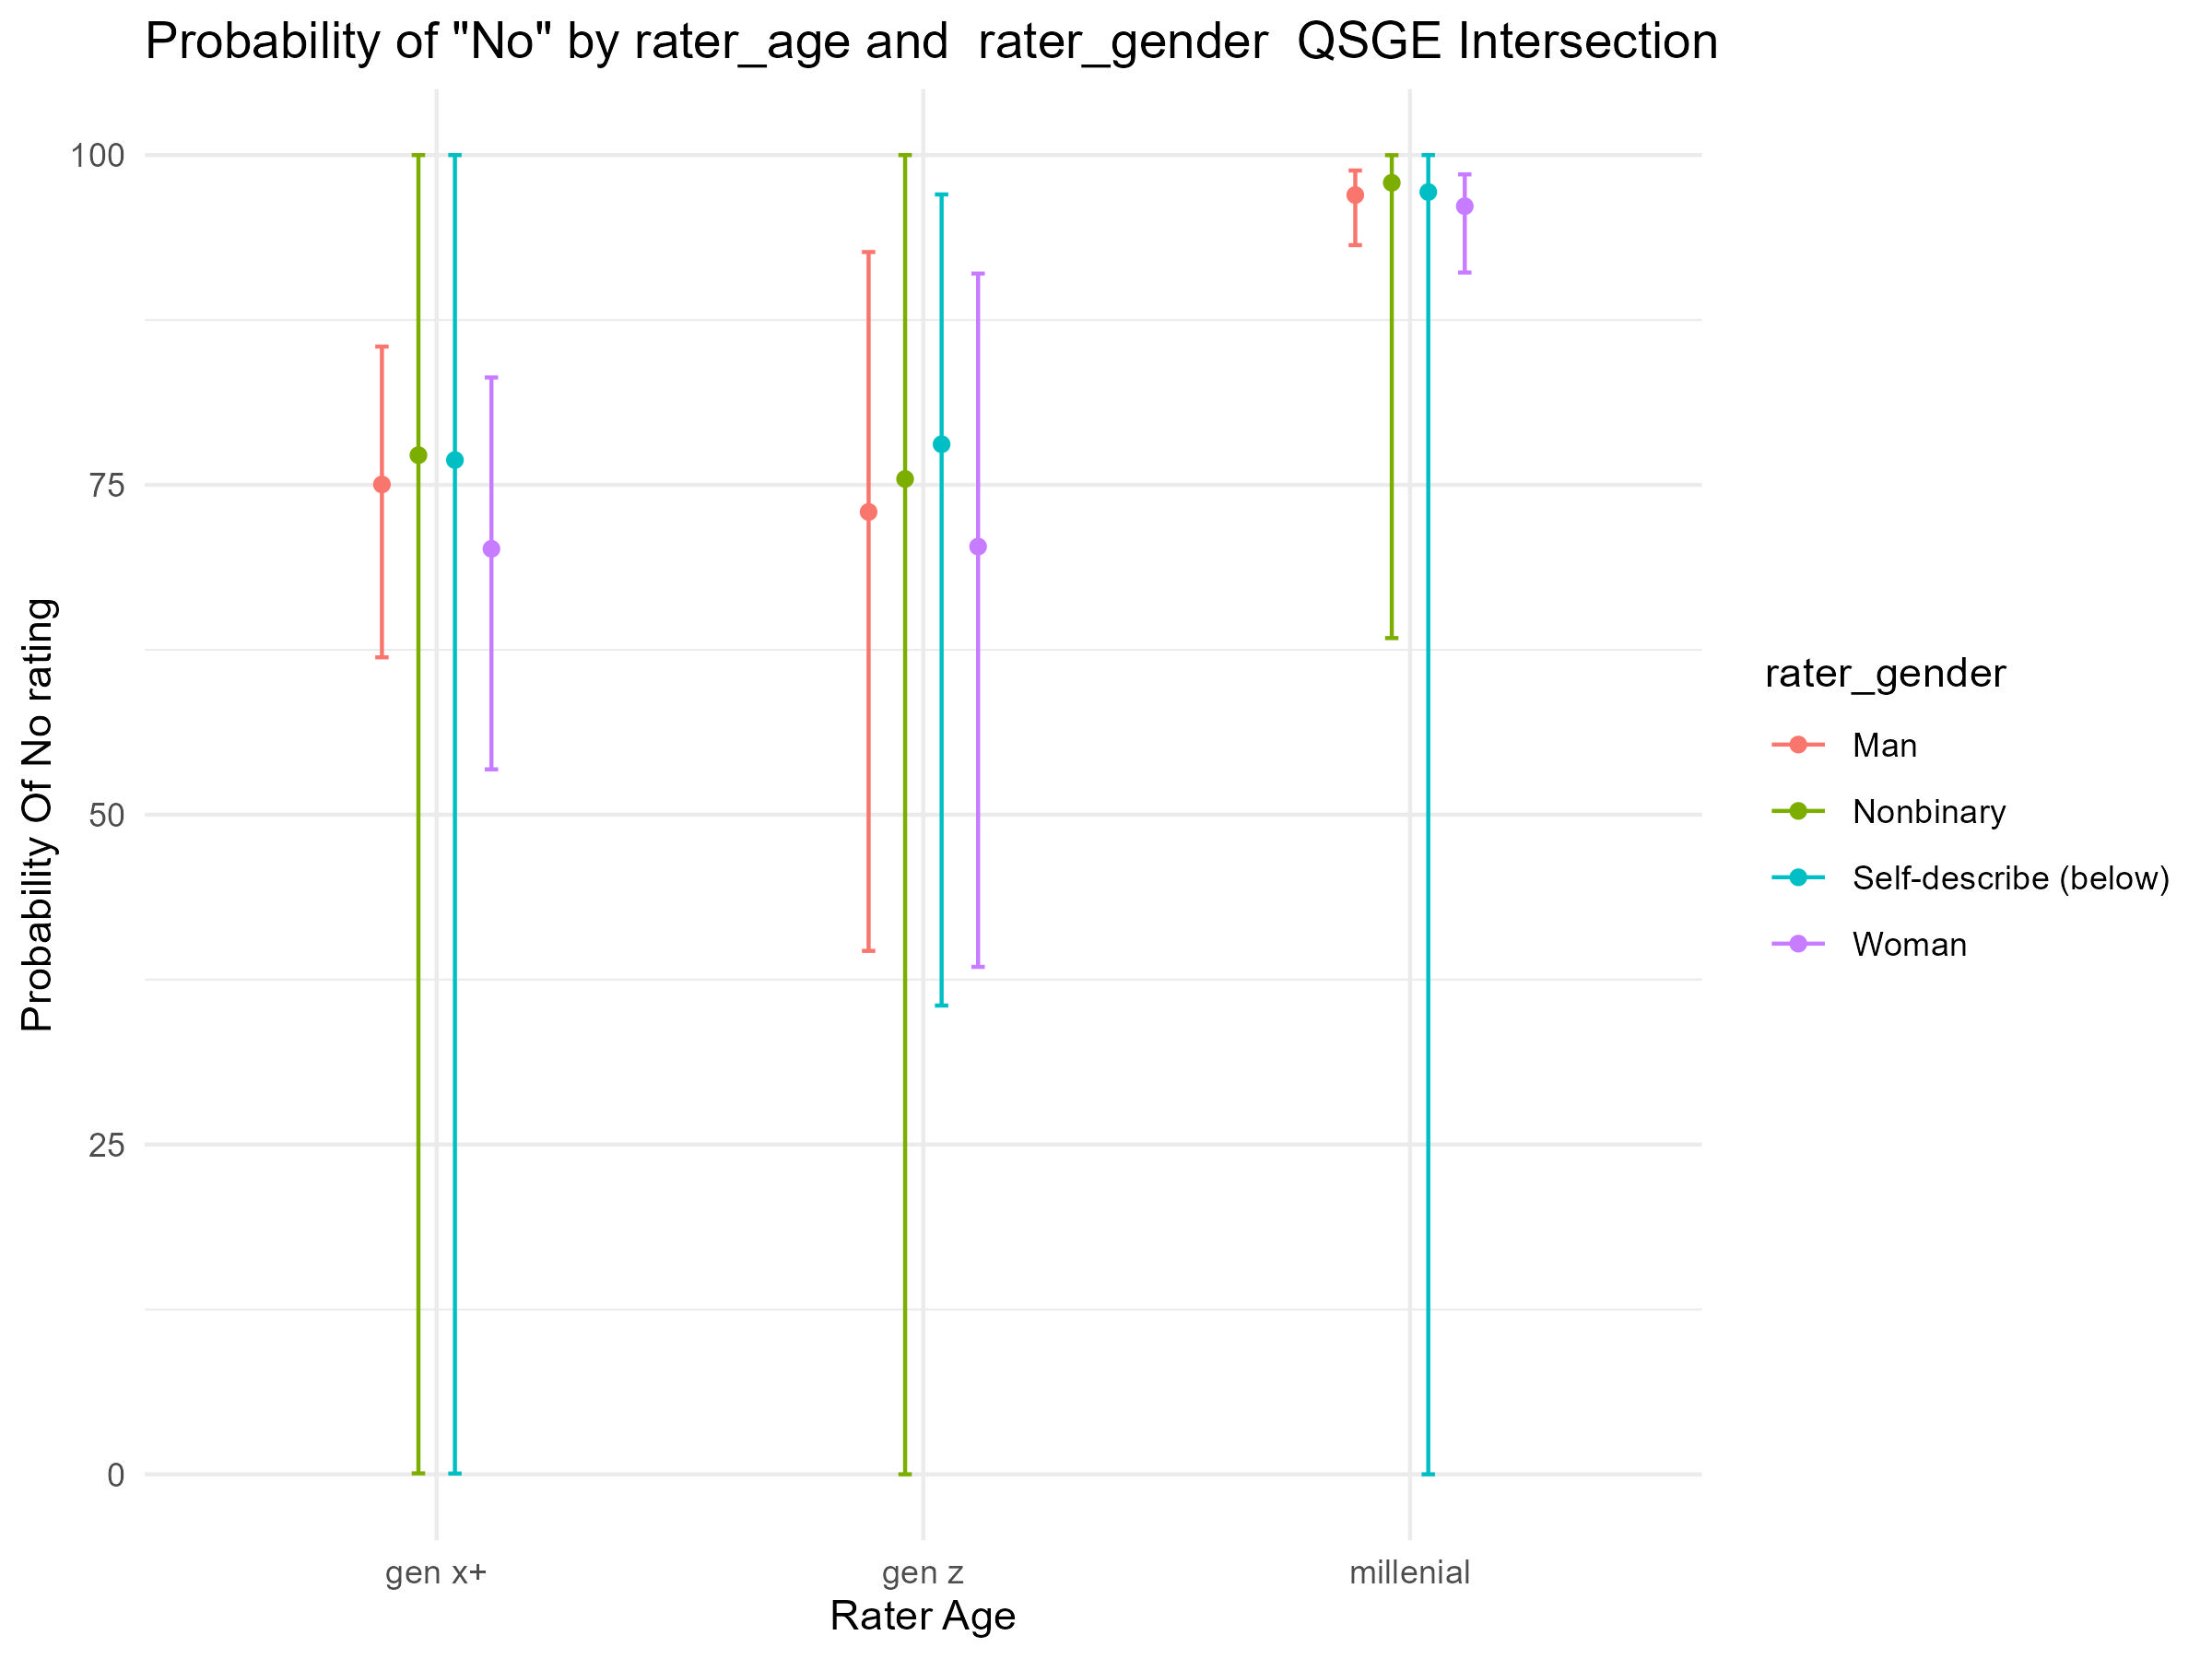 Probability of "No" by rater_age and  rater_gender  QSGE Intersection
100
75
50
25
0
Probability Of No rating
gen x+
gen z
millenial
Rater Age
rater_gender
Man
Nonbinary
Self-describe (below)
Woman